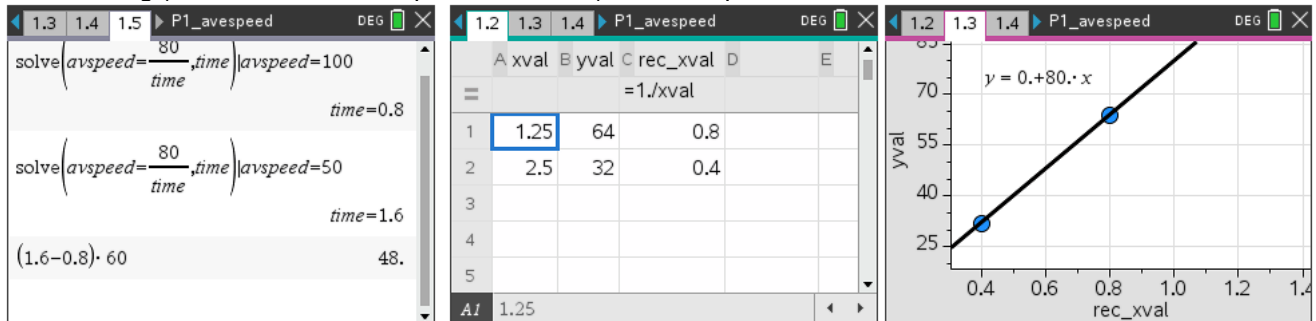 1.3 1.4 1.5 P1_avespeed DEG
solve(avspeed=80/time,time)|avspeed=100
time=0.8
solve(avspeed=80/time,time)|avspeed=50
time=1.6
(1.6−0.8)·60 48.
1.2 1.3 1.4 P1_avespeed DEG
A xval B yval C rec_xval D E
= =1./xval
1 1.25 64 0.8
2 2.5 32 0.4
3
4
5
A1 1.25
1.2 1.3 1.4 P1_avespeed DEG
y = 0.+80.·x
70
55
40
25
yval
0.4 0.6 0.8 1.0 1.2 1.4
rec_xval